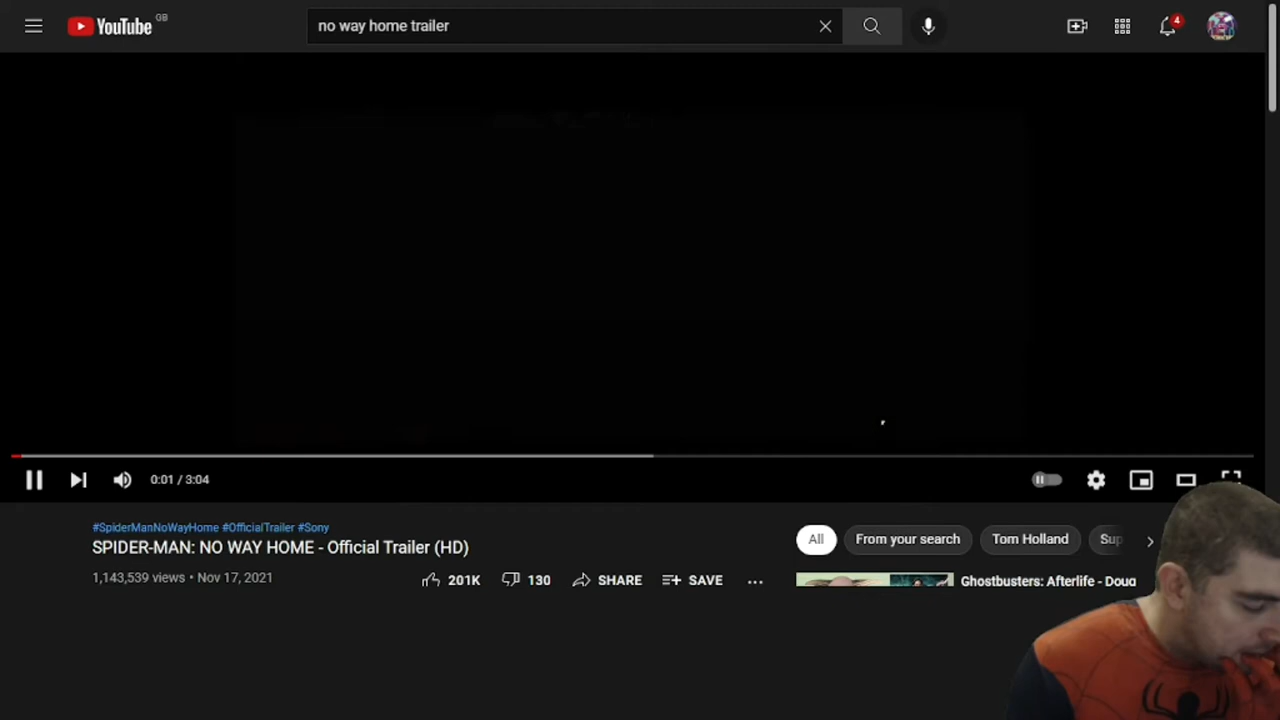 YouTube GB
no way home trailer
4
0:01 / 3:04
#SpiderManNoWayHome #OfficialTrailer #Sony
SPIDER-MAN: NO WAY HOME - Official Trailer (HD)
1,143,539 views • Nov 17, 2021
201K
130
SHARE
SAVE
All
From your search
Tom Holland
Sup
Ghostbusters: Afterlife - Doug